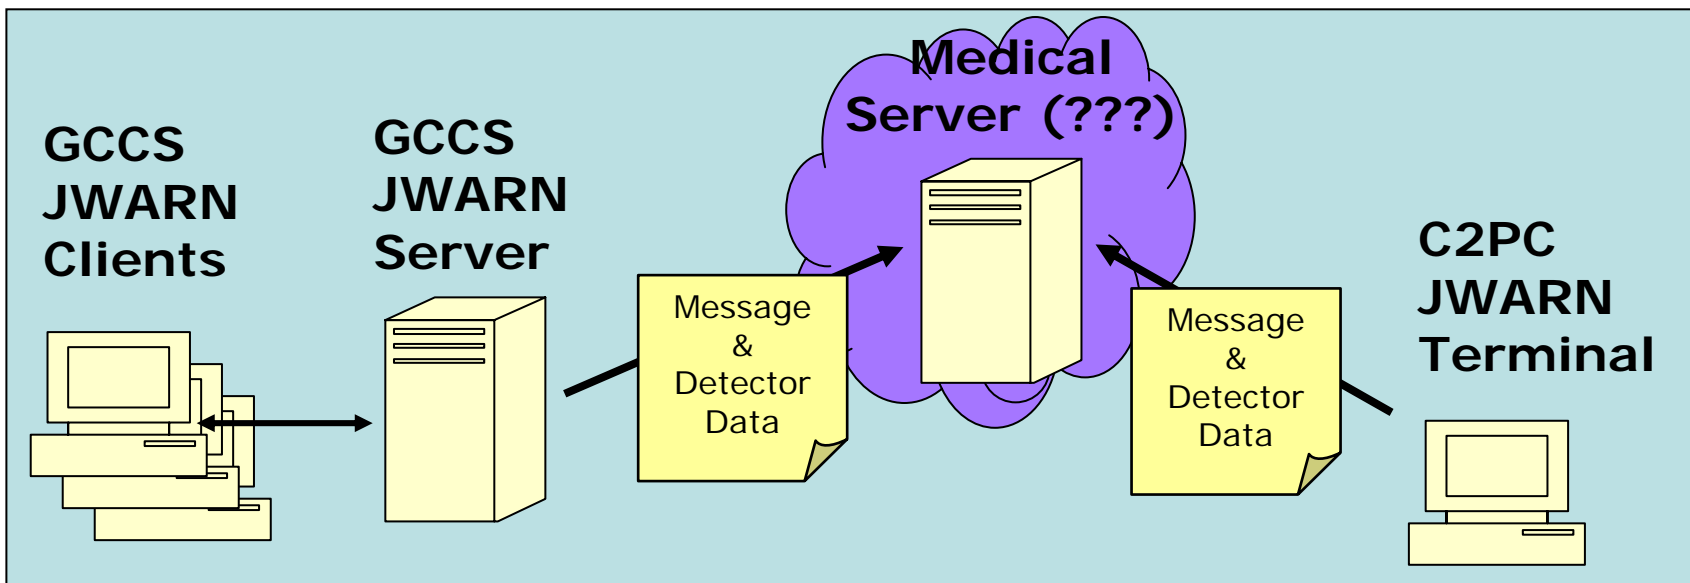 GCCS
JWARN
Clients
GCCS
JWARN
Server
Message
&
Detector
Data
Medical
Server (???)
Message
&
Detector
Data
C2PC
JWARN
Terminal